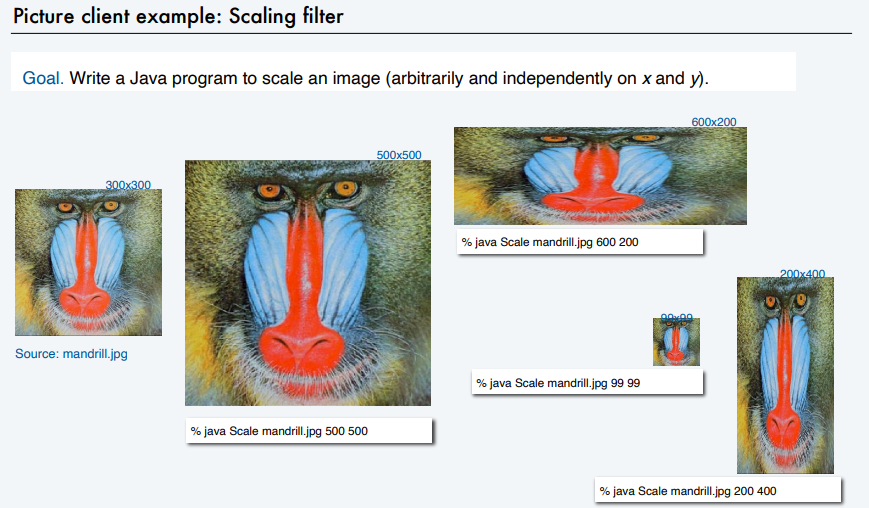 Picture client example: Scaling filter
Goal. Write a Java program to scale an image (arbitrarily and independently on x and y).
600x200
500x500
300x300
% java Scale mandrill.jpg 600 200
200x400
99x99
Source: mandrill.jpg
% java Scale mandrill.jpg 99 99
% java Scale mandrill.jpg 500 500
% java Scale mandrill.jpg 200 400